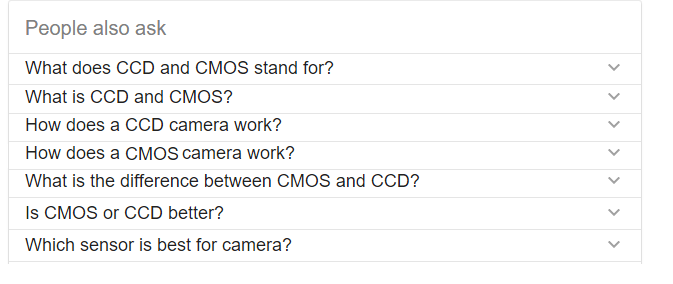 People also ask
What does CCD and CMOS stand for?
What is CCD and CMOS?
How does a CCD camera work?
How does a CMOS camera work?
What is the difference between CMOS and CCD?
Is CMOS or CCD better?
Which sensor is best for camera?